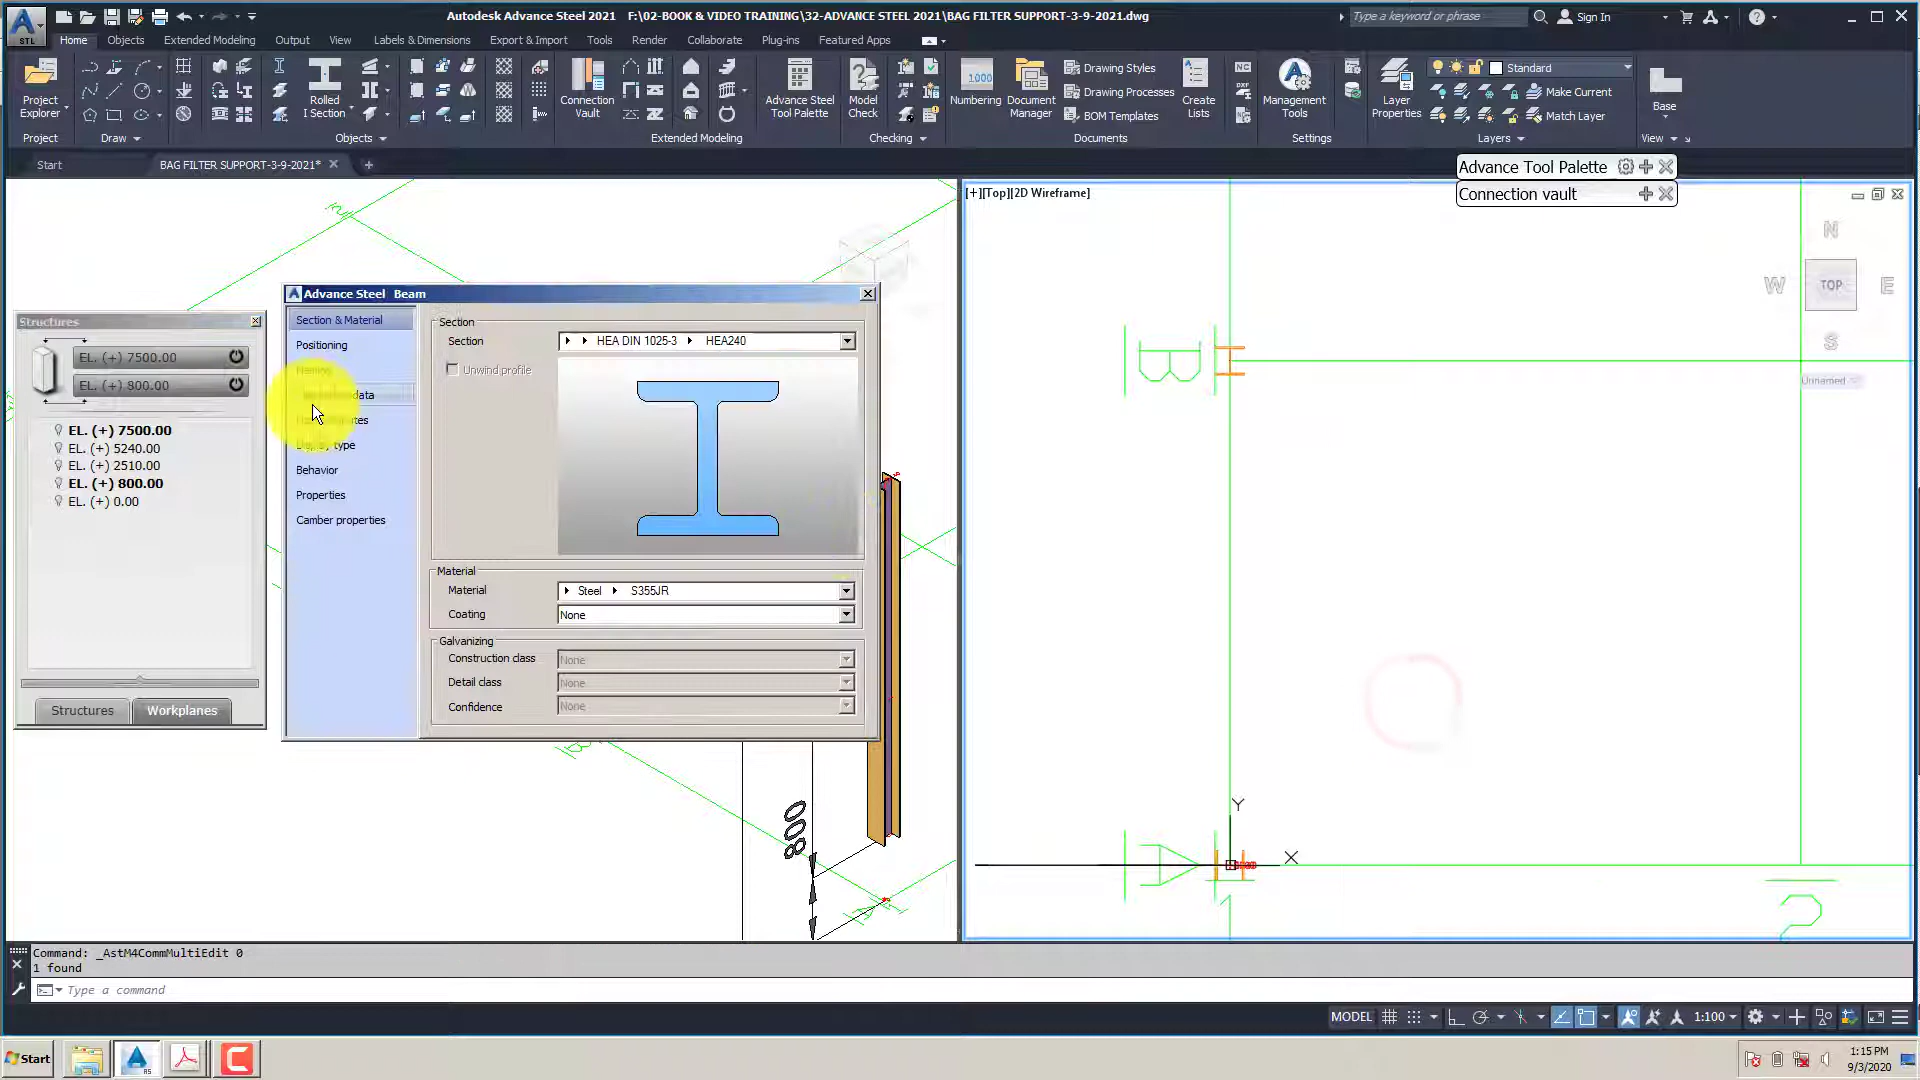 Autodesk Advance Steel 2021 F:\02-BOOK & VIDEO TRAINING\32-ADVANCE STEEL 2021\BAG FILTER SUPPORT-3-9-2021.dwg
Type a keyword or phrase
Sign In
STL
Home Objects Extended Modeling Output View Labels & Dimensions Export & Import Tools Render Collaborate Plug-ins Featured Apps
Project Explorer
Rolled I Section
Connection Vault
Advance Steel Tool Palette
Model Check
Numbering
1000
Document Manager
Drawing Styles
Drawing Processes
BOM Templates
Create Lists
NC
DXF
Management Tools
Layer Properties
Standard
Make Current
Match Layer
Base
Project Draw Objects Extended Modeling Checking Documents Settings Layers View
Start
BAG FILTER SUPPORT-3-9-2021*
Advance Tool Palette
Connection vault
[+][Top][2D Wireframe]
N
W TOP E
S
Unnamed
Structures
EL. (+) 7500.00
EL. (+) 800.00
EL. (+) 7500.00
EL. (+) 5240.00
EL. (+) 2510.00
EL. (+) 800.00
EL. (+) 0.00
Structures Workplanes
Advance Steel Beam
Section & Material
Positioning
Behavior
Properties
Camber properties
Section
Section HEA DIN 1025-3 HEA240
Unwind profile
Material
Material Steel S355JR
Coating None
Galvanizing
Construction class None
Detail class None
Confidence None
800
B
A
1
2
Y
X
Command: _AstM4CommMultiEdit 0
1 found
Type a command
MODEL
1:100
Start
1:15 PM
9/3/2020